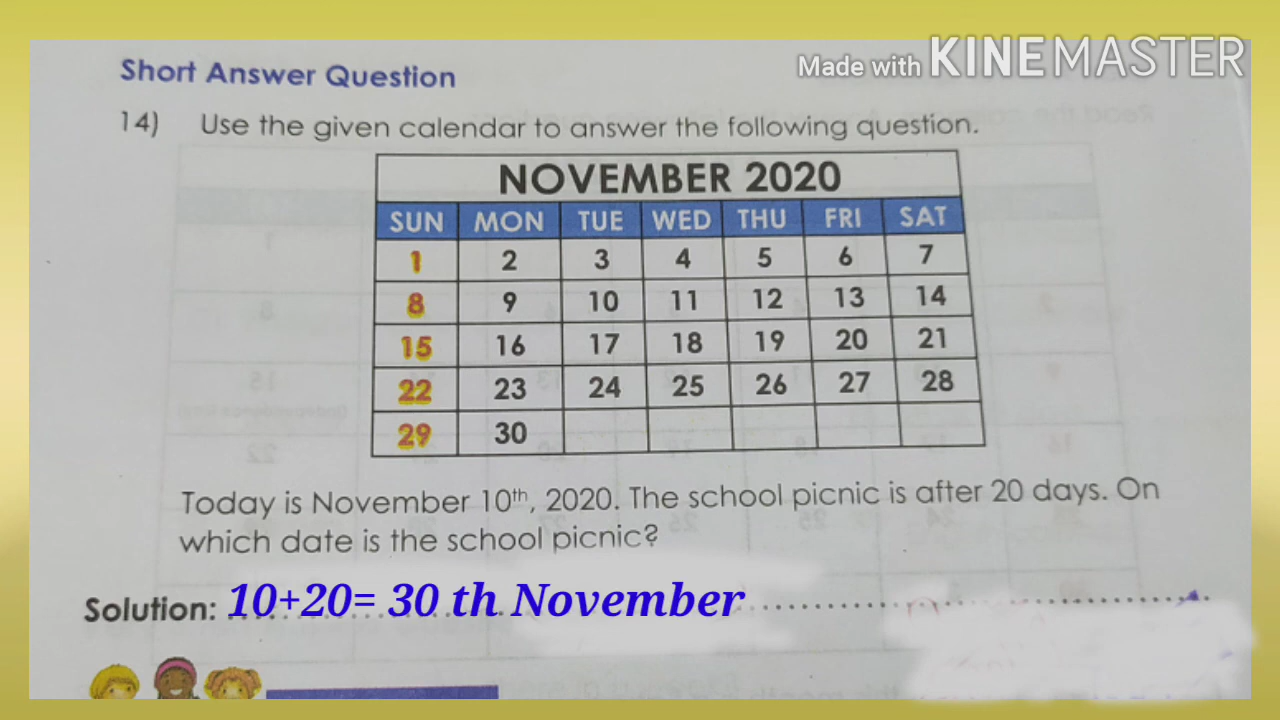 Made with KINEMASTER
Short Answer Question
14) Use the given calendar to answer the following question.
NOVEMBER 2020
SUN MON TUE WED THU FRI SAT
1 2 3 4 5 6 7
8 9 10 11 12 13 14
15 16 17 18 19 20 21
22 23 24 25 26 27 28
29 30
Today is November 10th, 2020. The school picnic is after 20 days. On
which date is the school picnic?
Solution: 10+20= 30 th November